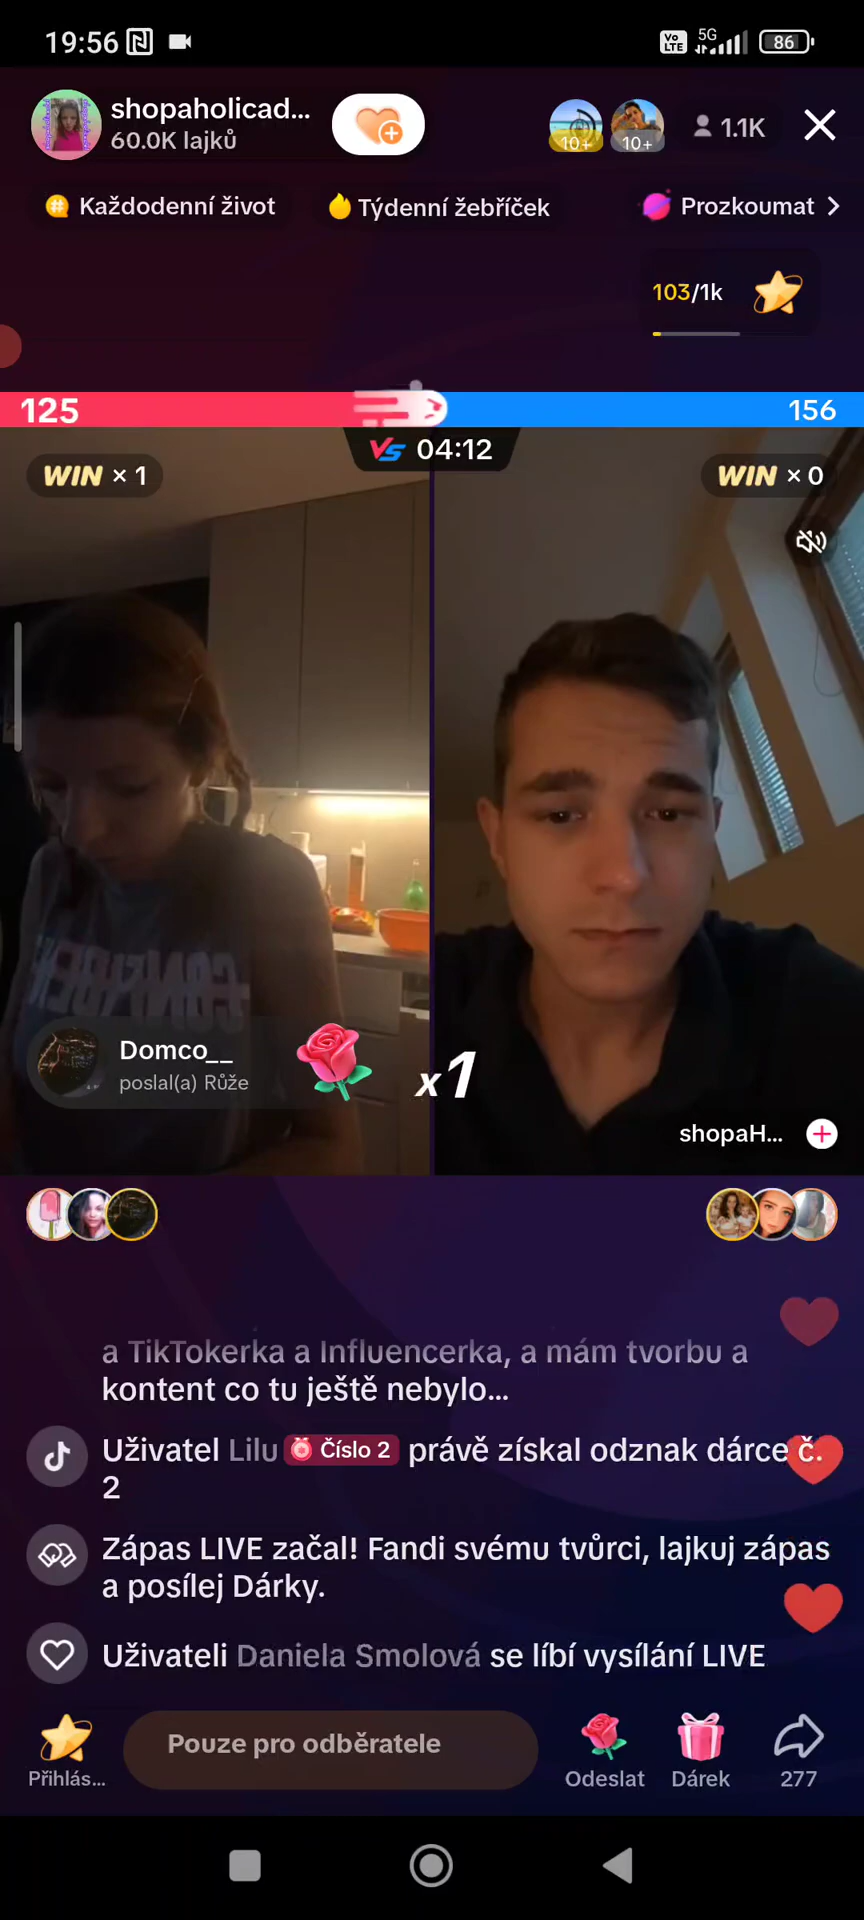 19:56
Vo LTE 5G 86
shopaholicad...
60.0K lajků
10+ 10+ 1.1K
Každodenní život Týdenní žebříček Prozkoumat
103/1k
125 156
VS 04:12
WIN × 1 WIN × 0
Domco__
poslal(a) Růže
x1
shopaH...
a TikTokerka a Influencerka, a mám tvorbu a
kontent co tu ještě nebylo...
Uživatel Lilu Číslo 2 právě získal odznak dárce č.
2
Zápas LIVE začal! Fandi svému tvůrci, lajkuj zápas
a posílej Dárky.
Uživateli Daniela Smolová se líbí vysílání LIVE
Pouze pro odběratele
Přihlás... Odeslat Dárek 277